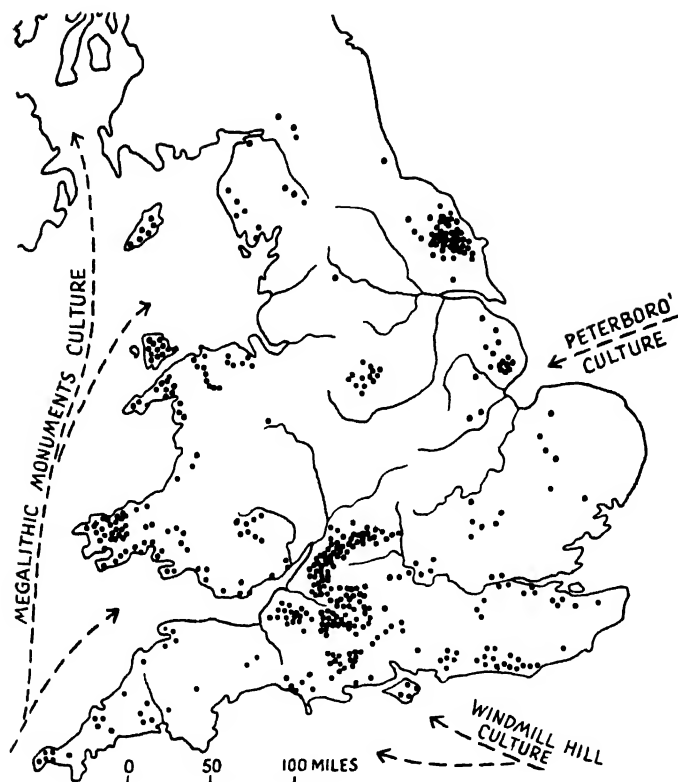 MEGALITHIC MONUMENTS CULTURE
PETERBORO'
CULTURE
WINDMILL HILL
CULTURE
0 50 100 MILES